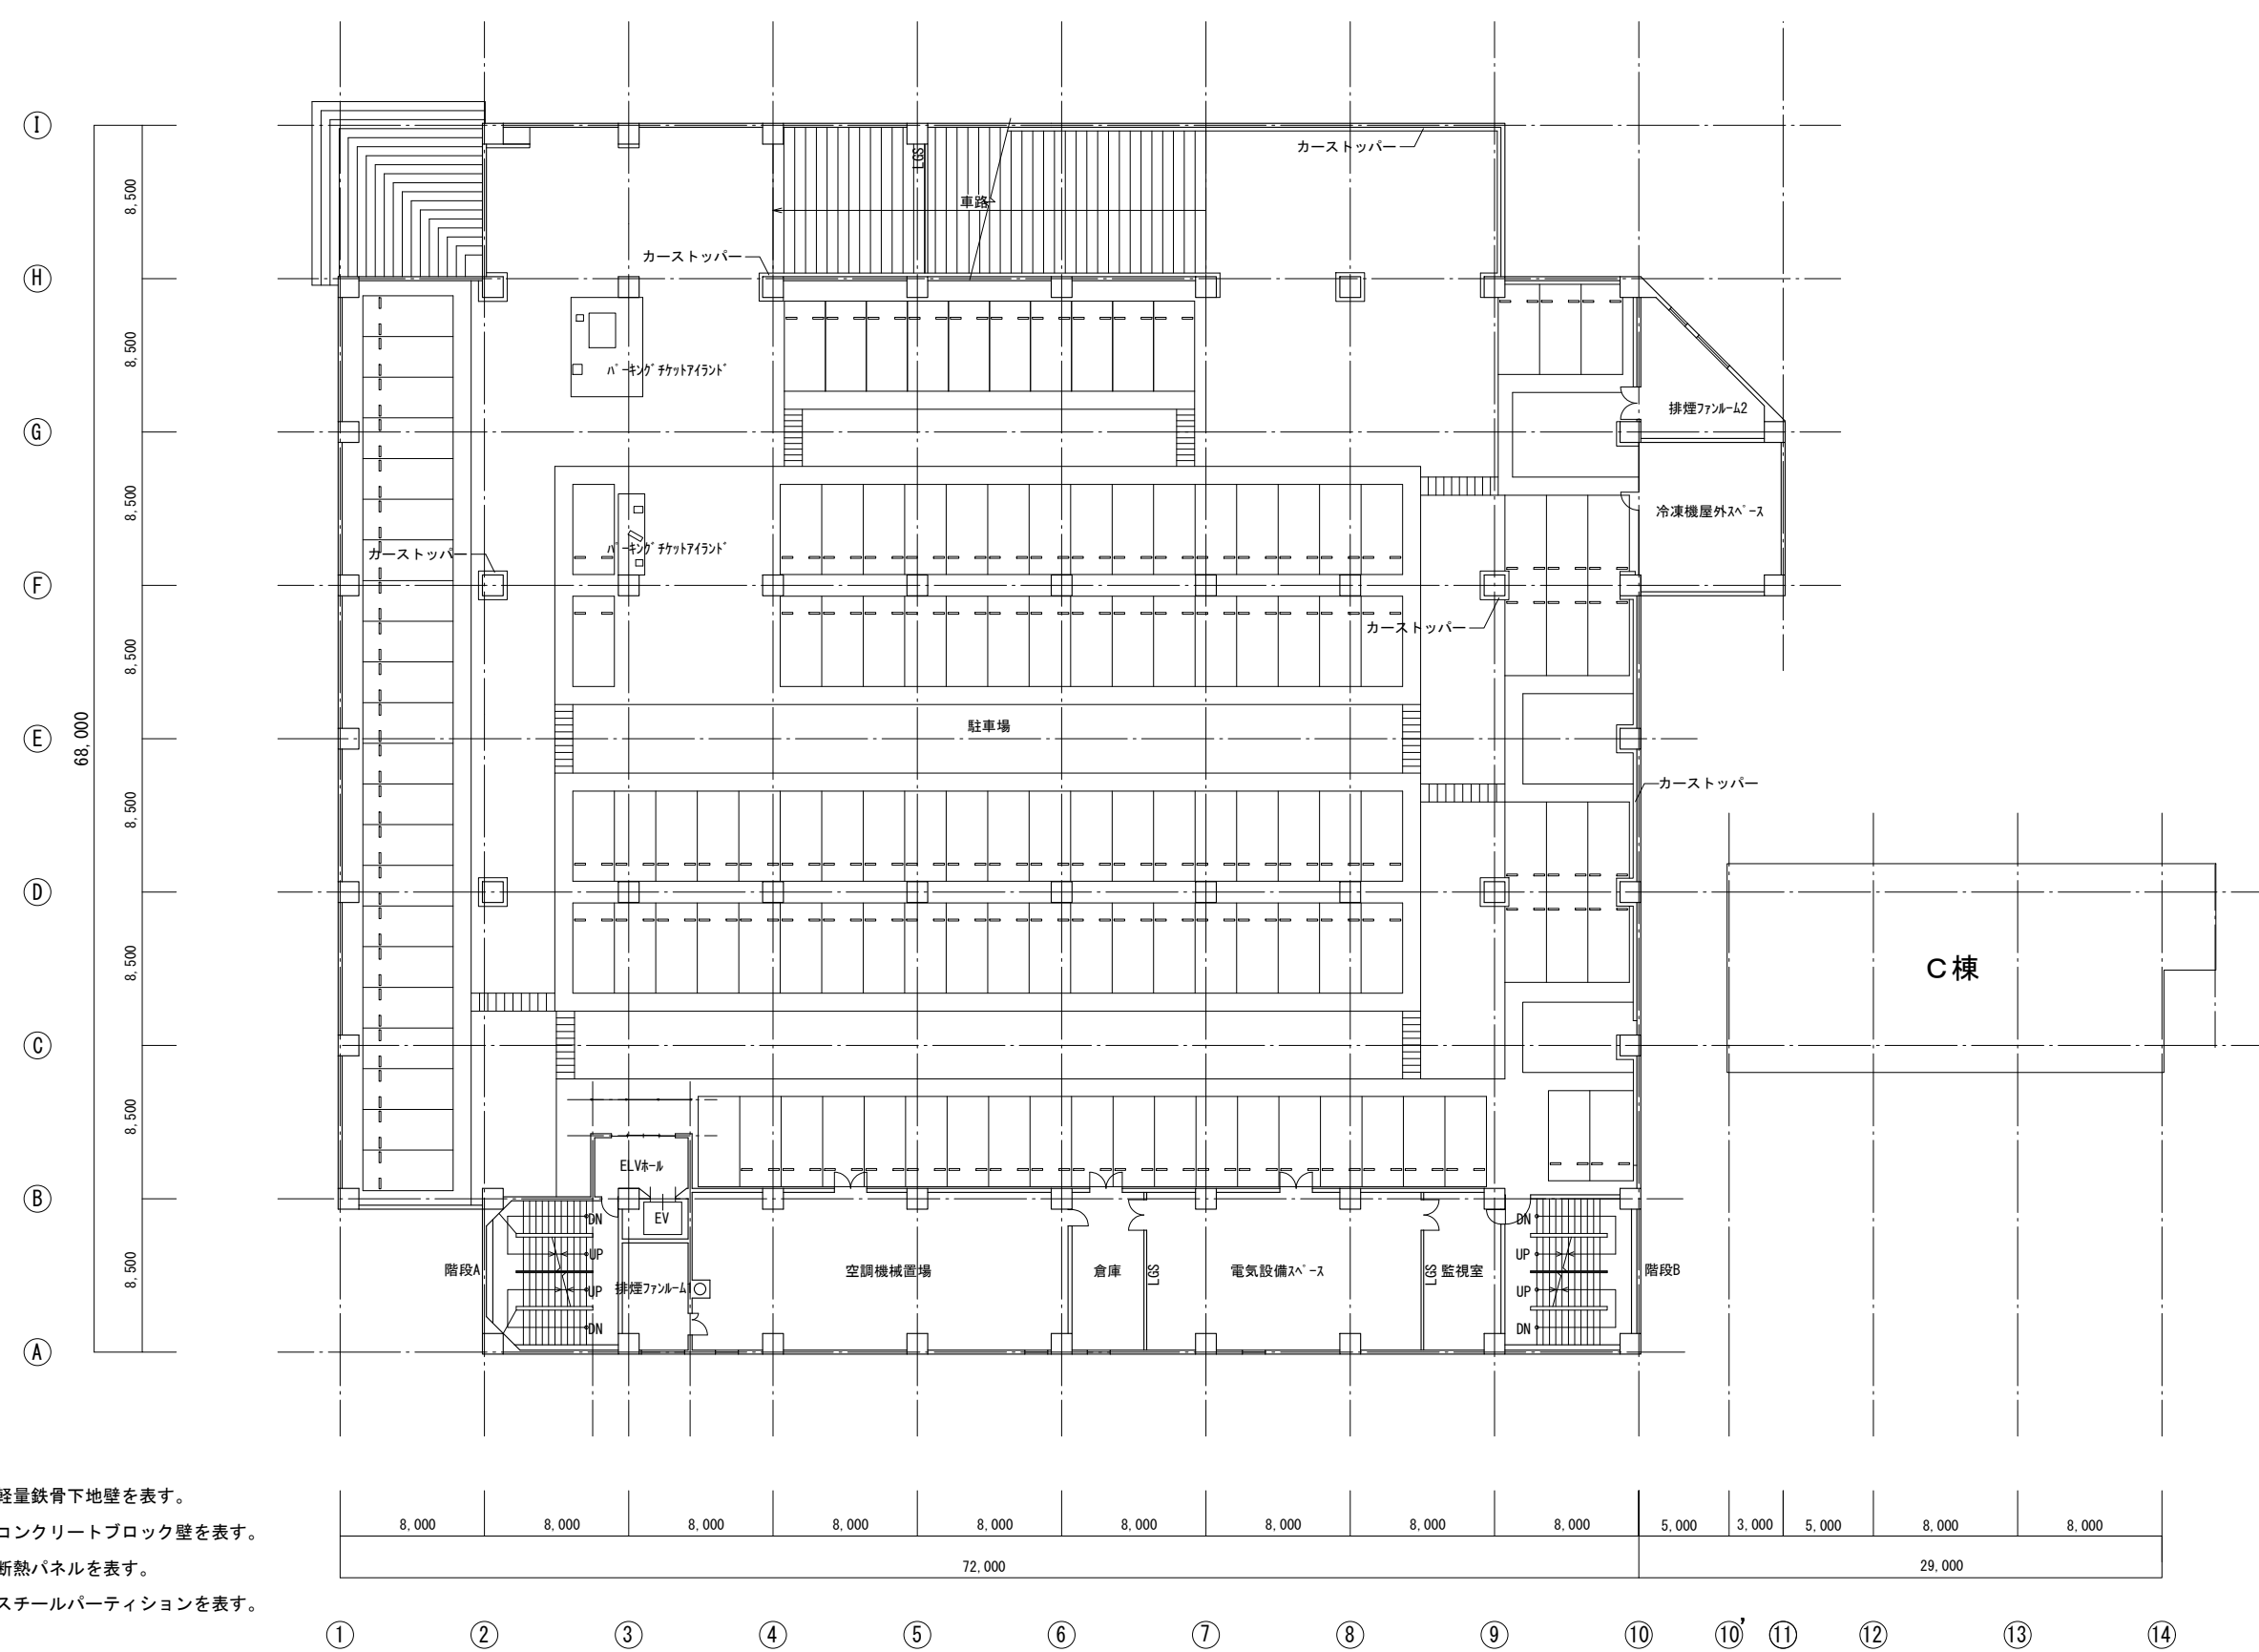 Ⓘ
カーストッパー
8,500
LGS
車路
カーストッパー
Ⓗ
8,500
パーキングチケットアイランド
排煙ファンルーム2
Ⓖ
8,500
冷凍機屋外スペース
パーキングチケットアイランド
カーストッパー
Ⓕ
カーストッパー
8,500
68,000
駐車場
Ⓔ
カーストッパー
8,500
Ⓓ
8,500
C棟
Ⓒ
8,500
ELVホール
Ⓑ
DN
EV
DN
UP
UP
8,500
階段A
空調機械置場
倉庫
LGS
電気設備スペース
LGS
監視室
階段B
UP
排煙ファンルーム1
UP
DN
DN
Ⓐ
軽量鉄骨下地壁を表す。
コンクリートブロック壁を表す。
断熱パネルを表す。
スチールパーティションを表す。
8,000 8,000 8,000 8,000 8,000 8,000 8,000 8,000 8,000 5,000 3,000 5,000 8,000 8,000
72,000 29,000
① ② ③ ④ ⑤ ⑥ ⑦ ⑧ ⑨ ⑩ ⑩' ⑪ ⑫ ⑬ ⑭